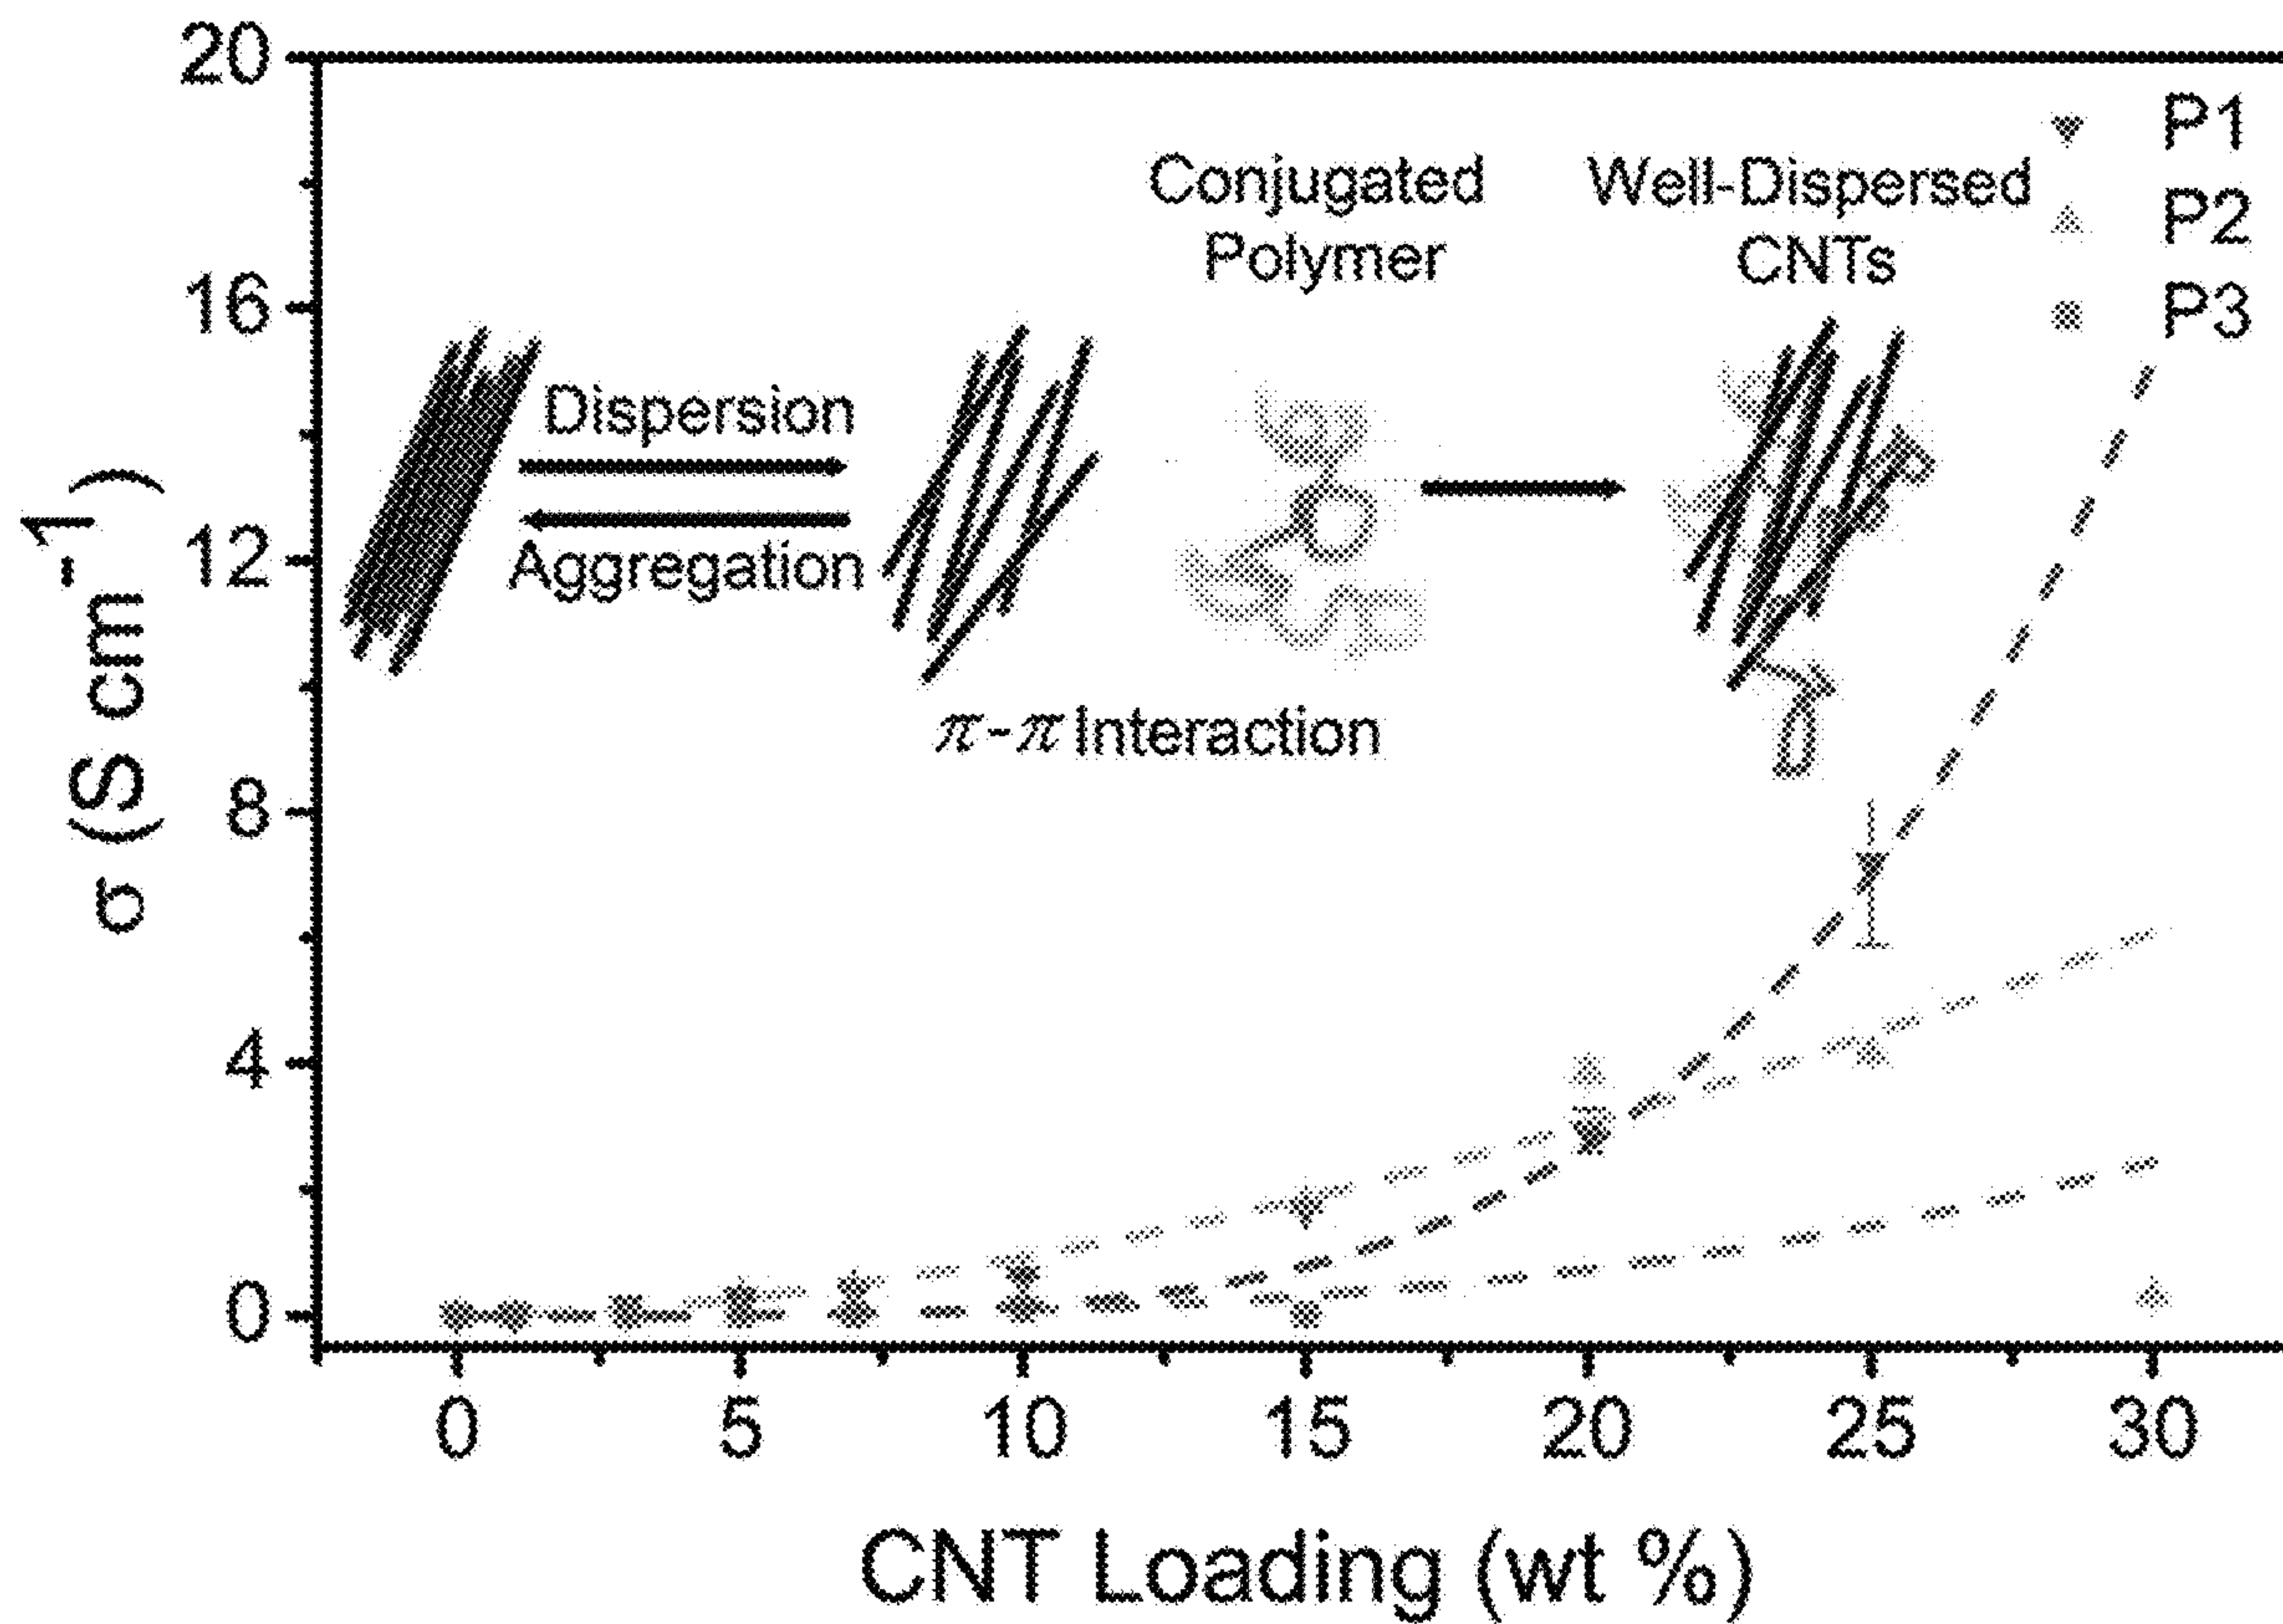 20
16
12
8
4
0
σ (S cm⁻¹)
P1
P2
P3
Conjugated
Polymer
Well-Dispersed
CNTs
Dispersion
Aggregation
π-π Interaction
0 5 10 15 20 25 30
CNT Loading (wt %)